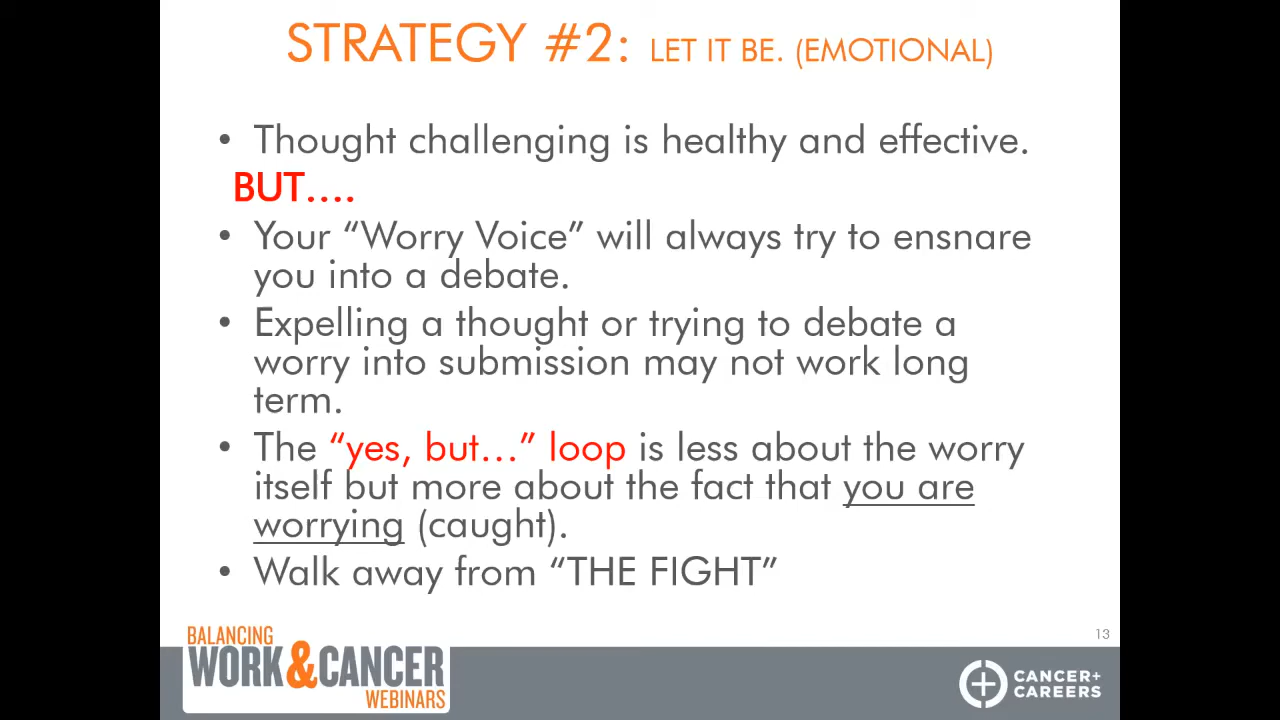 STRATEGY #2: LET IT BE. (EMOTIONAL)
• Thought challenging is healthy and effective.
BUT....
• Your “Worry Voice” will always try to ensnare
you into a debate.
• Expelling a thought or trying to debate a
worry into submission may not work long
term.
• The “yes, but...” loop is less about the worry
itself but more about the fact that you are
worrying (caught).
• Walk away from “THE FIGHT”
13
BALANCING
WORK & CANCER
WEBINARS
CANCER+
CAREERS